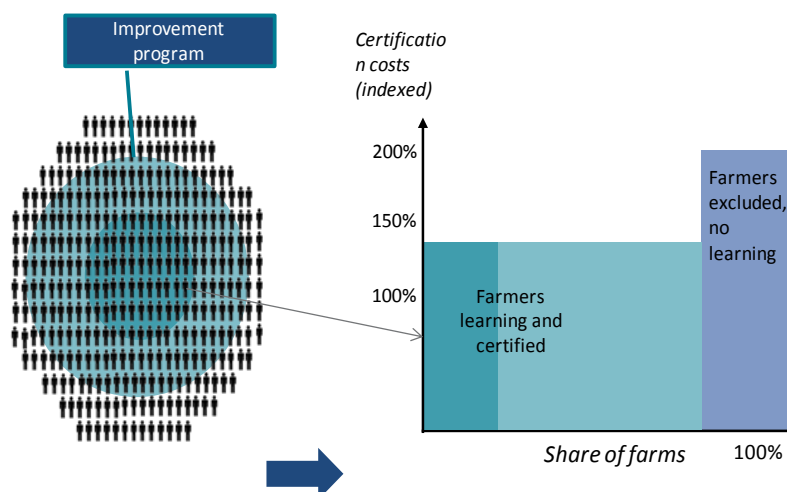 Improvement
program
Certificatio
n costs
(indexed)
200%
150%
100%
Farmers
excluded,
no
learning
Farmers
learning and
certified
Share of farms
100%